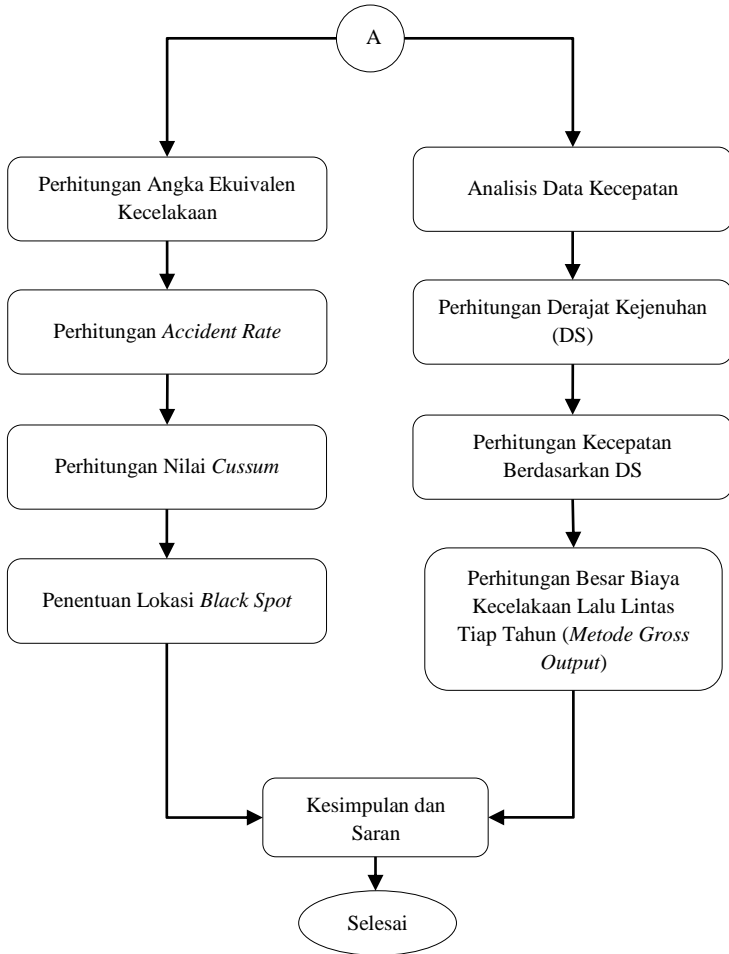 A
Perhitungan Angka Ekuivalen
Kecelakaan
Perhitungan Accident Rate
Perhitungan Nilai Cussum
Penentuan Lokasi Black Spot
Analisis Data Kecepatan
Perhitungan Derajat Kejenuhan
(DS)
Perhitungan Kecepatan
Berdasarkan DS
Perhitungan Besar Biaya
Kecelakaan Lalu Lintas
Tiap Tahun (Metode Gross
Output)
Kesimpulan dan
Saran
Selesai